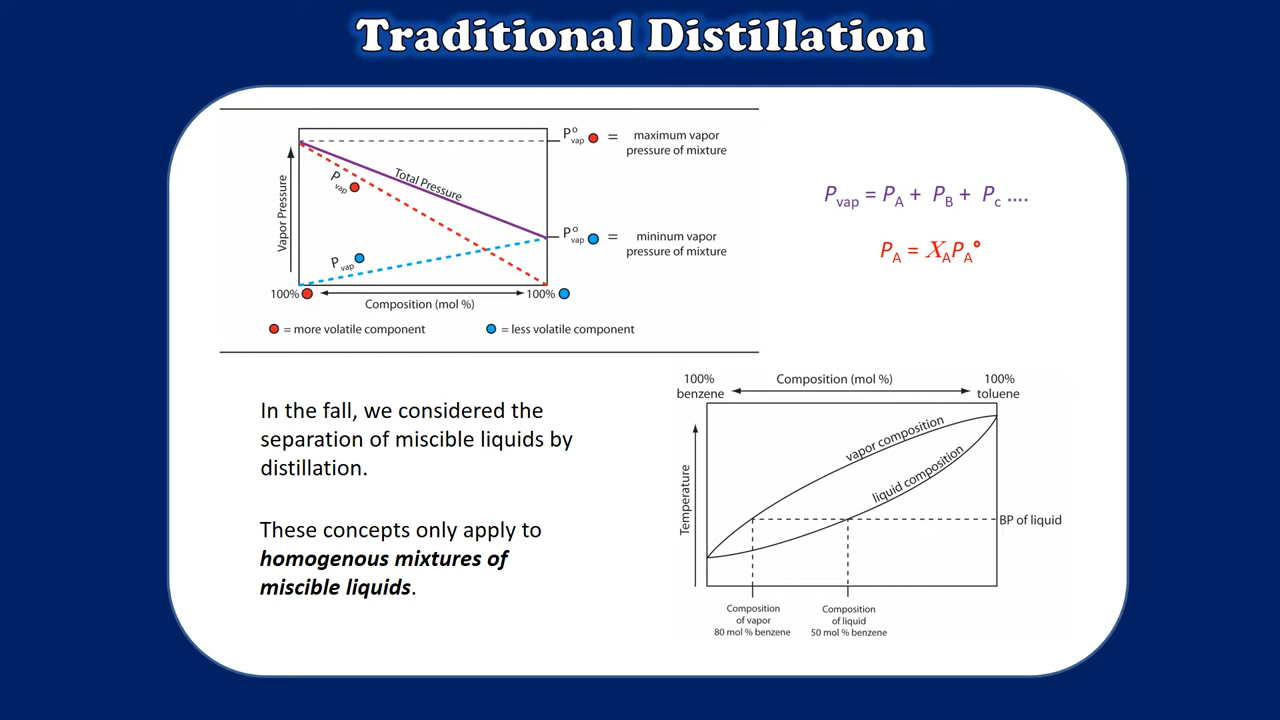 Traditional Distillation
P°vap = maximum vapor
pressure of mixture
Total Pressure
Pvap
Vapor Pressure
P°vap = mininum vapor
pressure of mixture
Pvap
100% 100%
Composition (mol %)
= more volatile component = less volatile component
Pvap = PA + PB + Pc ....
PA = XAPA°
In the fall, we considered the
separation of miscible liquids by
distillation.
These concepts only apply to
homogenous mixtures of
miscible liquids.
100%
benzene
Composition (mol %)
100%
toluene
vapor composition
liquid composition
Temperature
BP of liquid
Composition
of vapor
80 mol % benzene
Composition
of liquid
50 mol % benzene